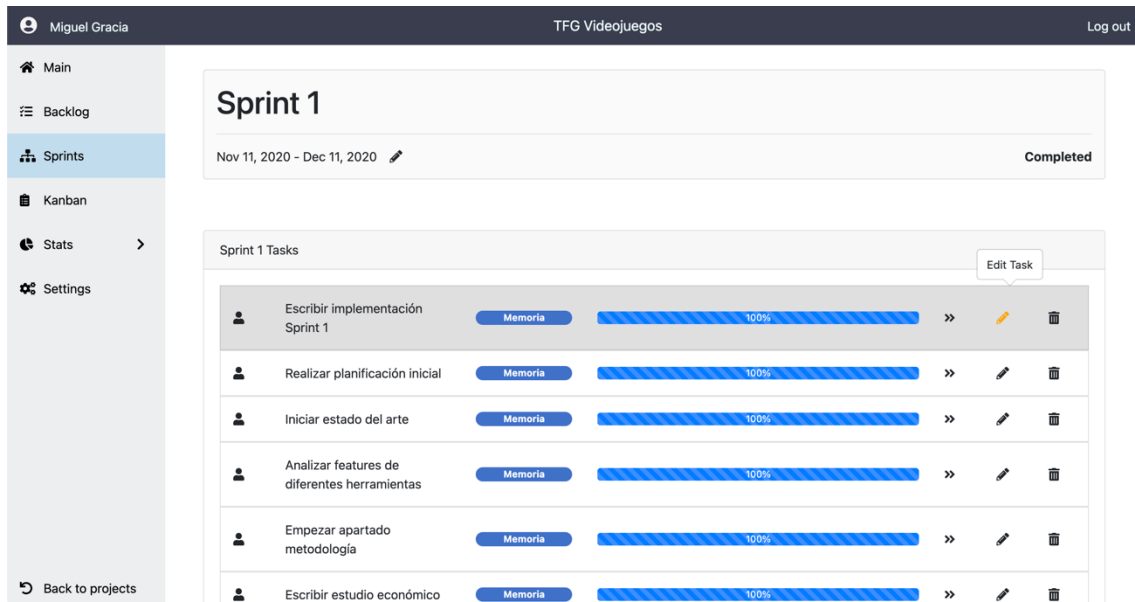 Miguel Gracia
TFG Videojuegos
Log out
Main
Backlog
Sprints
Kanban
Stats
Settings
Back to projects
Sprint 1
Nov 11, 2020 - Dec 11, 2020
Completed
Sprint 1 Tasks
Edit Task
Escribir implementación
Sprint 1
Memoria
100%
Realizar planificación inicial
Memoria
100%
Iniciar estado del arte
Memoria
100%
Analizar features de
diferentes herramientas
Memoria
100%
Empezar apartado
metodología
Memoria
100%
Escribir estudio económico
Memoria
100%